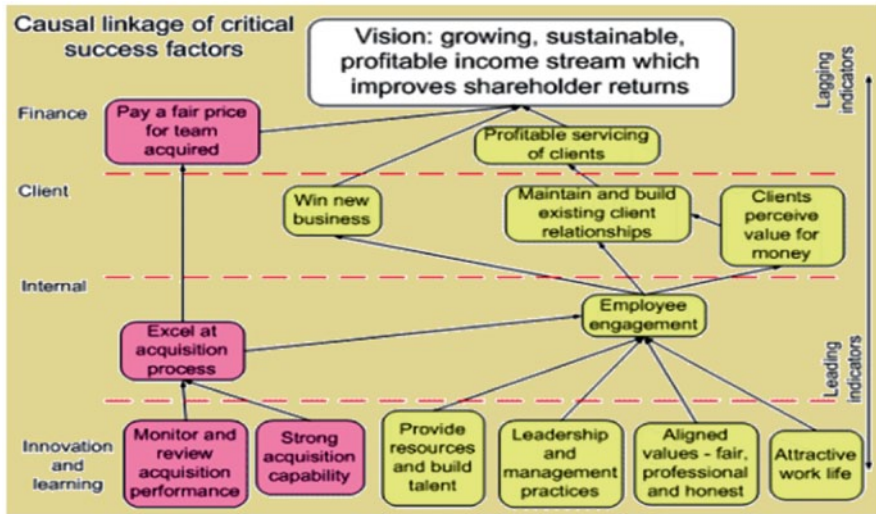 Causal linkage of critical
success factors
Vision: growing, sustainable,
profitable income stream which
improves shareholder returns
Lagging
indicators
Finance
Pay a fair price
for team
acquired
Profitable servicing
of clients
Client
Win new
business
Maintain and build
existing client
relationships
Clients
perceive
value for
money
Internal
Employee
engagement
Excel at
acquisition
process
Leading
indicators
Innovation
and
learning
Monitor and
review
acquisition
performance
Strong
acquisition
capability
Provide
resources
and build
talent
Leadership
and
management
practices
Aligned
values - fair,
professional
and honest
Attractive
work life